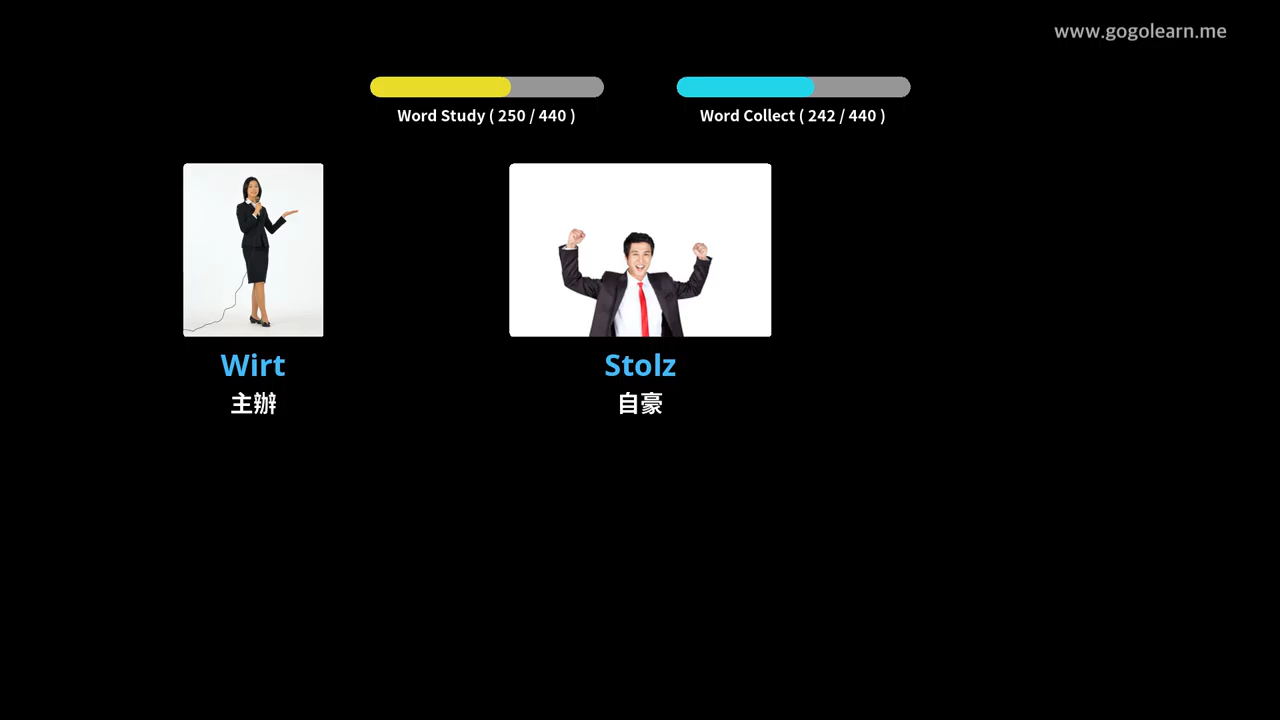 www.gogolearn.me
Word Study ( 250 / 440 )
Word Collect ( 242 / 440 )
Wirt
主辦
Stolz
自豪